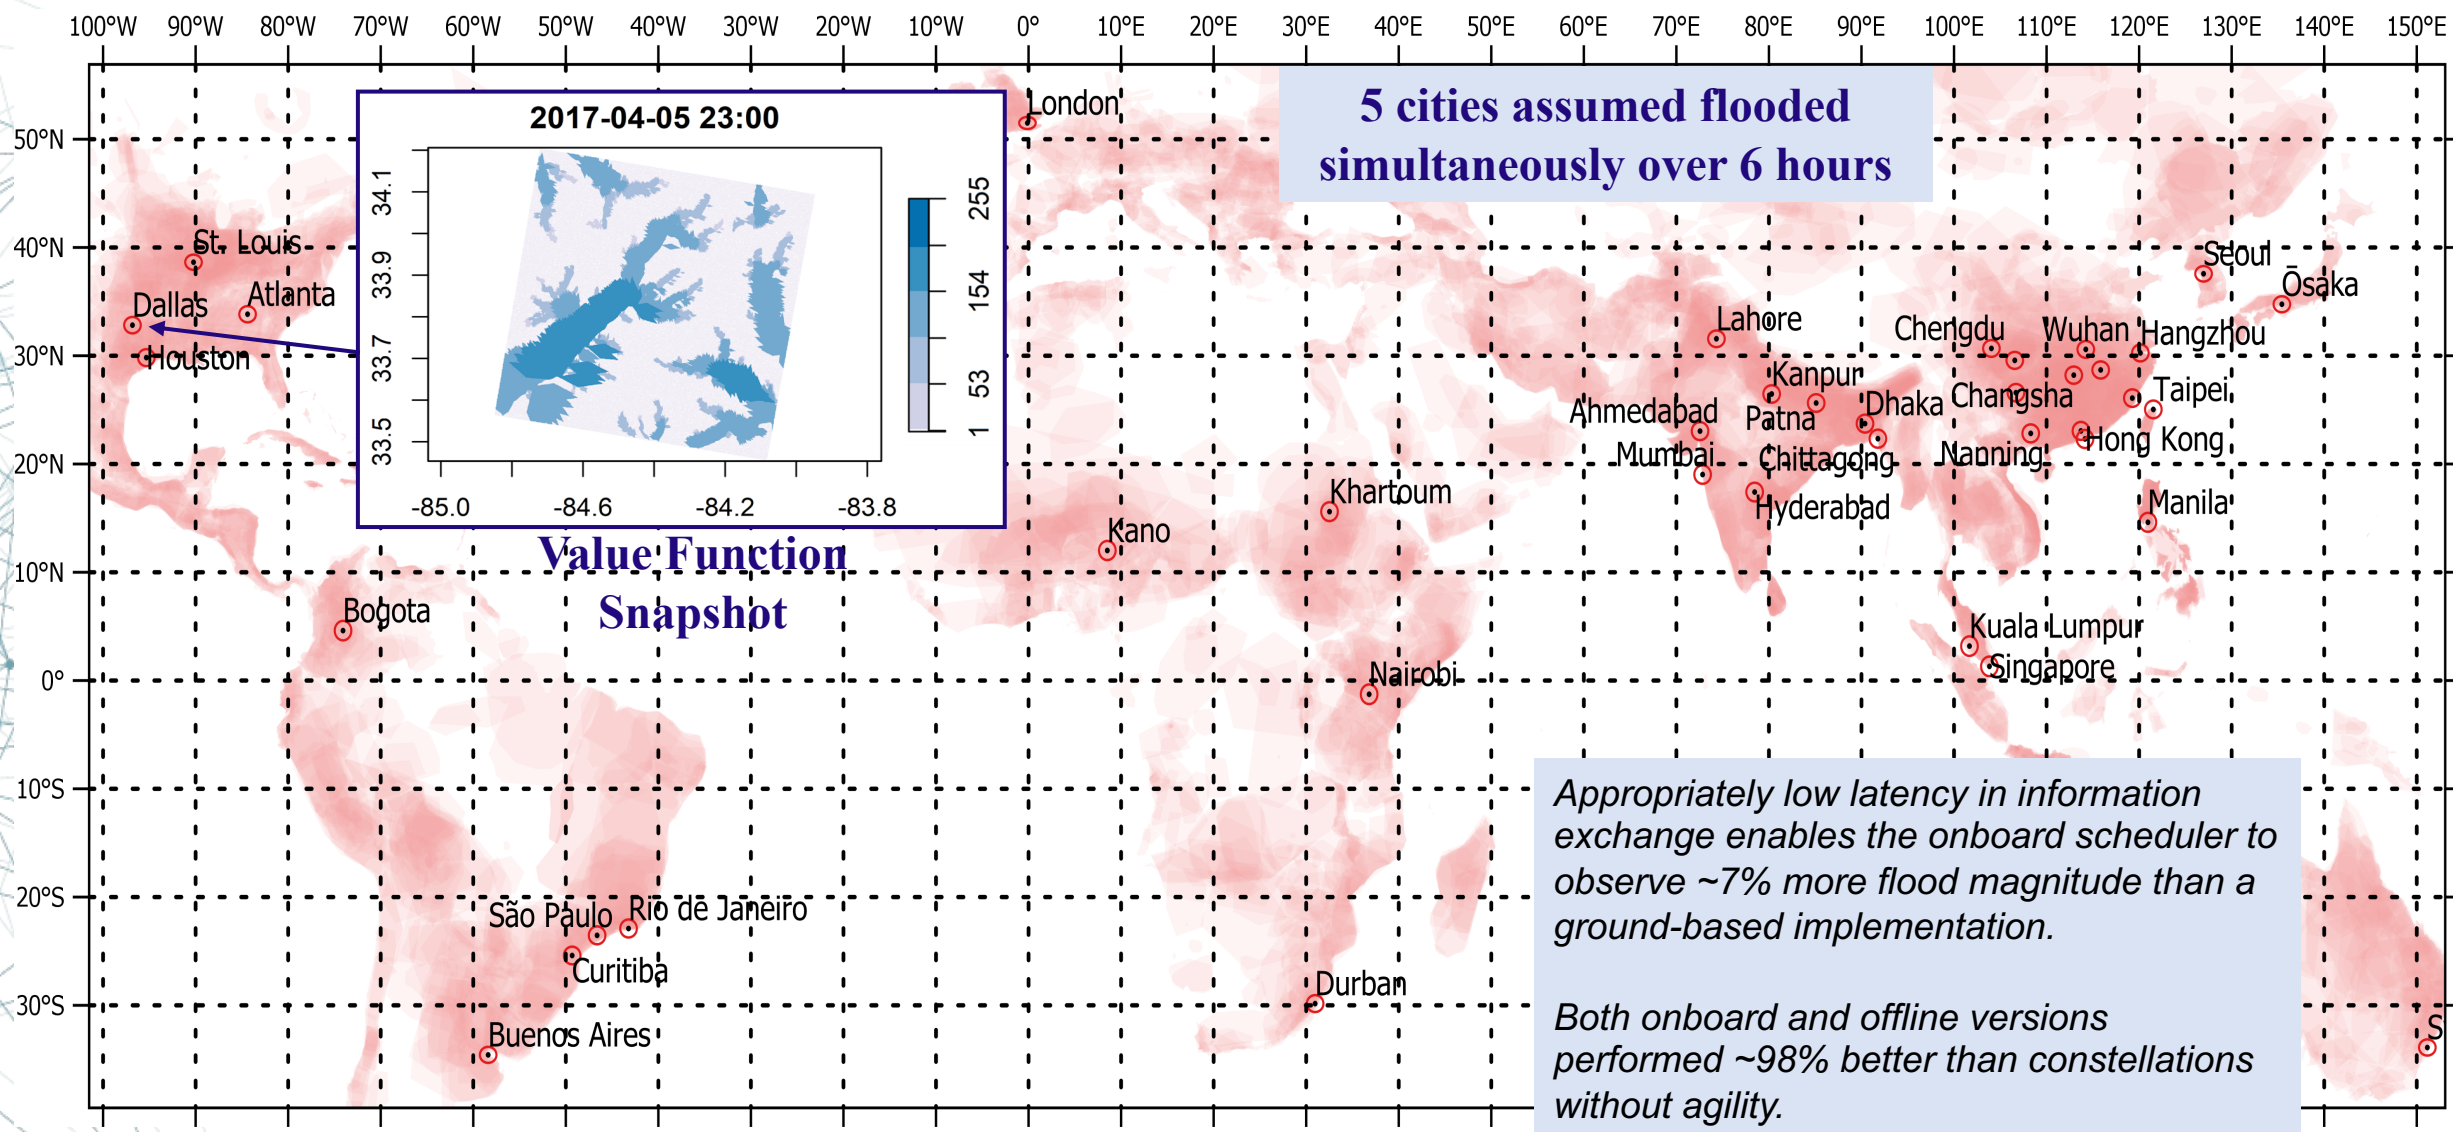 100°W 90°W 80°W 70°W 60°W 50°W 40°W 30°W 20°W 10°W 0° 10°E 20°E 30°E 40°E 50°E 60°E 70°E 80°E 90°E 100°E 110°E 120°E 130°E 140°E 150°E
50°N
40°N
30°N
20°N
10°N
0°
10°S
20°S
30°S
2017-04-05 23:00
34.1
33.9
33.7
33.5
-85.0 -84.6 -84.2 -83.8
255
154
53
1
Value Function
Snapshot
5 cities assumed flooded
simultaneously over 6 hours
London
St. Louis
Atlanta
Dallas
Houston
Bogota
São Paulo
Rio de Janeiro
Curitiba
Buenos Aires
Kano
Khartoum
Nairobi
Durban
Lahore
Kanpur
Ahmedabad
Patna
Dhaka
Mumbai
Chittagong
Hyderabad
Chengdu
Wuhan
Hangzhou
Changsha
Taipei
Nanning
Hong Kong
Seoul
Ōsaka
Manila
Kuala Lumpur
Singapore
S
Appropriately low latency in information
exchange enables the onboard scheduler to
observe ~7% more flood magnitude than a
ground-based implementation.
Both onboard and offline versions
performed ~98% better than constellations
without agility.